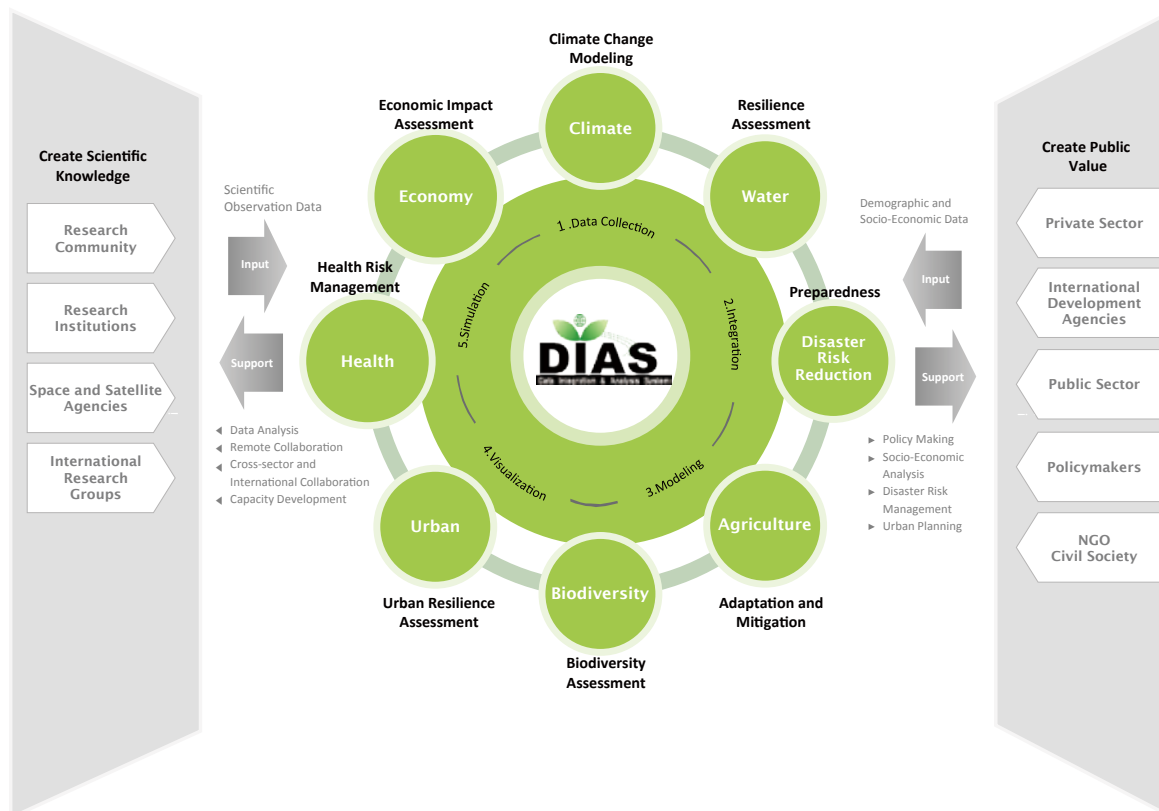 Create Scientific
Knowledge
Research
Community
Research
Institutions
Space and Satellite
Agencies
International
Research
Groups
Scientific
Observation Data
Input
Support
Data Analysis
Remote Collaboration
Cross-sector and
International Collaboration
Capacity Development
Climate Change
Modeling
Climate
Economic Impact
Assessment
Economy
Resilience
Assessment
Water
Health Risk
Management
Health
Preparedness
Disaster
Risk
Reduction
Urban
Urban Resilience
Assessment
Biodiversity
Biodiversity
Assessment
Agriculture
Adaptation and
Mitigation
1.Data Collection
2.Integration
3.Modeling
4.Visualization
5.Simulation
DIAS
Data Integration & Analysis System
Demographic and
Socio-Economic Data
Input
Support
Policy Making
Socio-Economic
Analysis
Disaster Risk
Management
Urban Planning
Create Public
Value
Private Sector
International
Development
Agencies
Public Sector
Policymakers
NGO
Civil Society